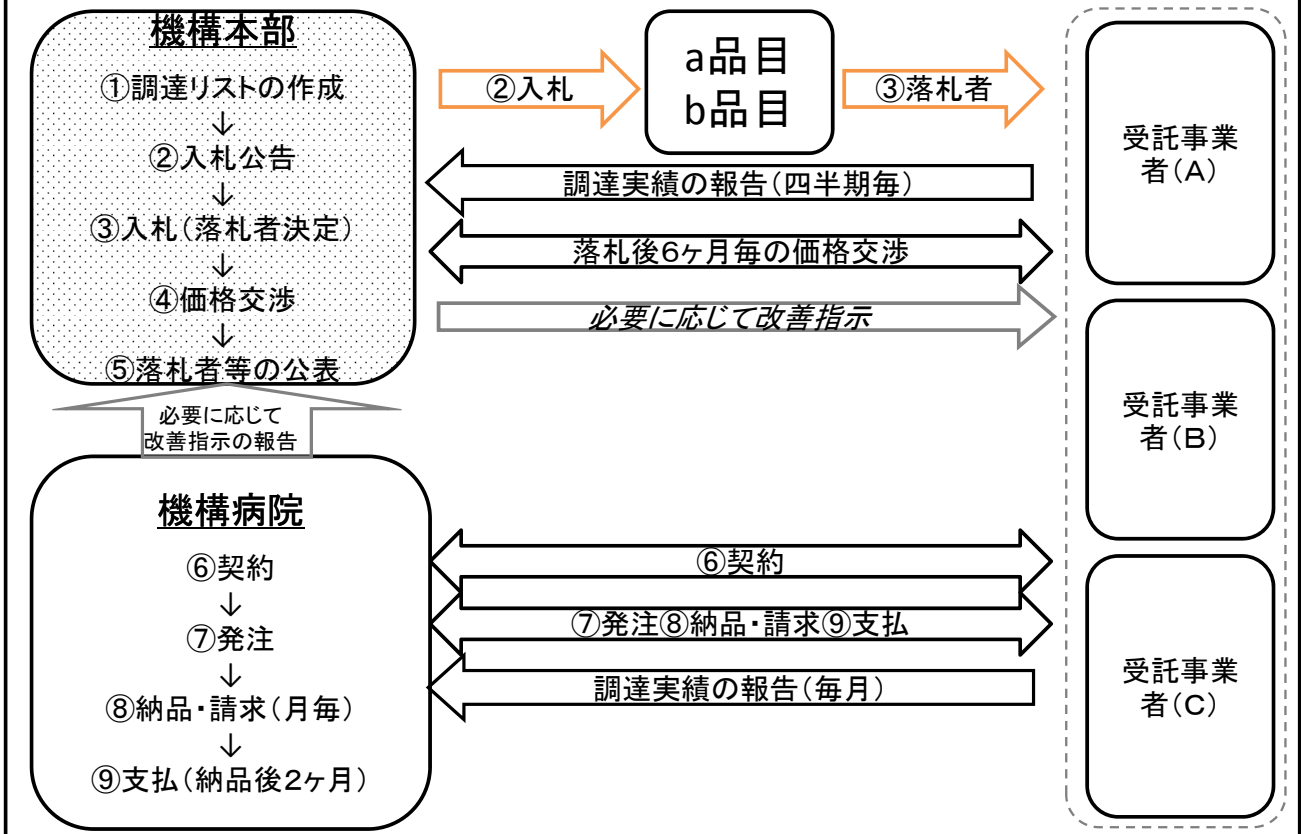 機構本部
①調達リストの作成
↓
②入札公告
↓
③入札（落札者決定）
↓
④価格交渉
↓
⑤落札者等の公表
②入札
a品目
b品目
③落札者
調達実績の報告（四半期毎）
落札後6ヶ月毎の価格交渉
必要に応じて改善指示
必要に応じて
改善指示の報告
機構病院
⑥契約
↓
⑦発注
↓
⑧納品・請求（月毎）
↓
⑨支払（納品後2ヶ月）
⑥契約
⑦発注⑧納品・請求⑨支払
調達実績の報告（毎月）
受託事業
者（A）
受託事業
者（B）
受託事業
者（C）